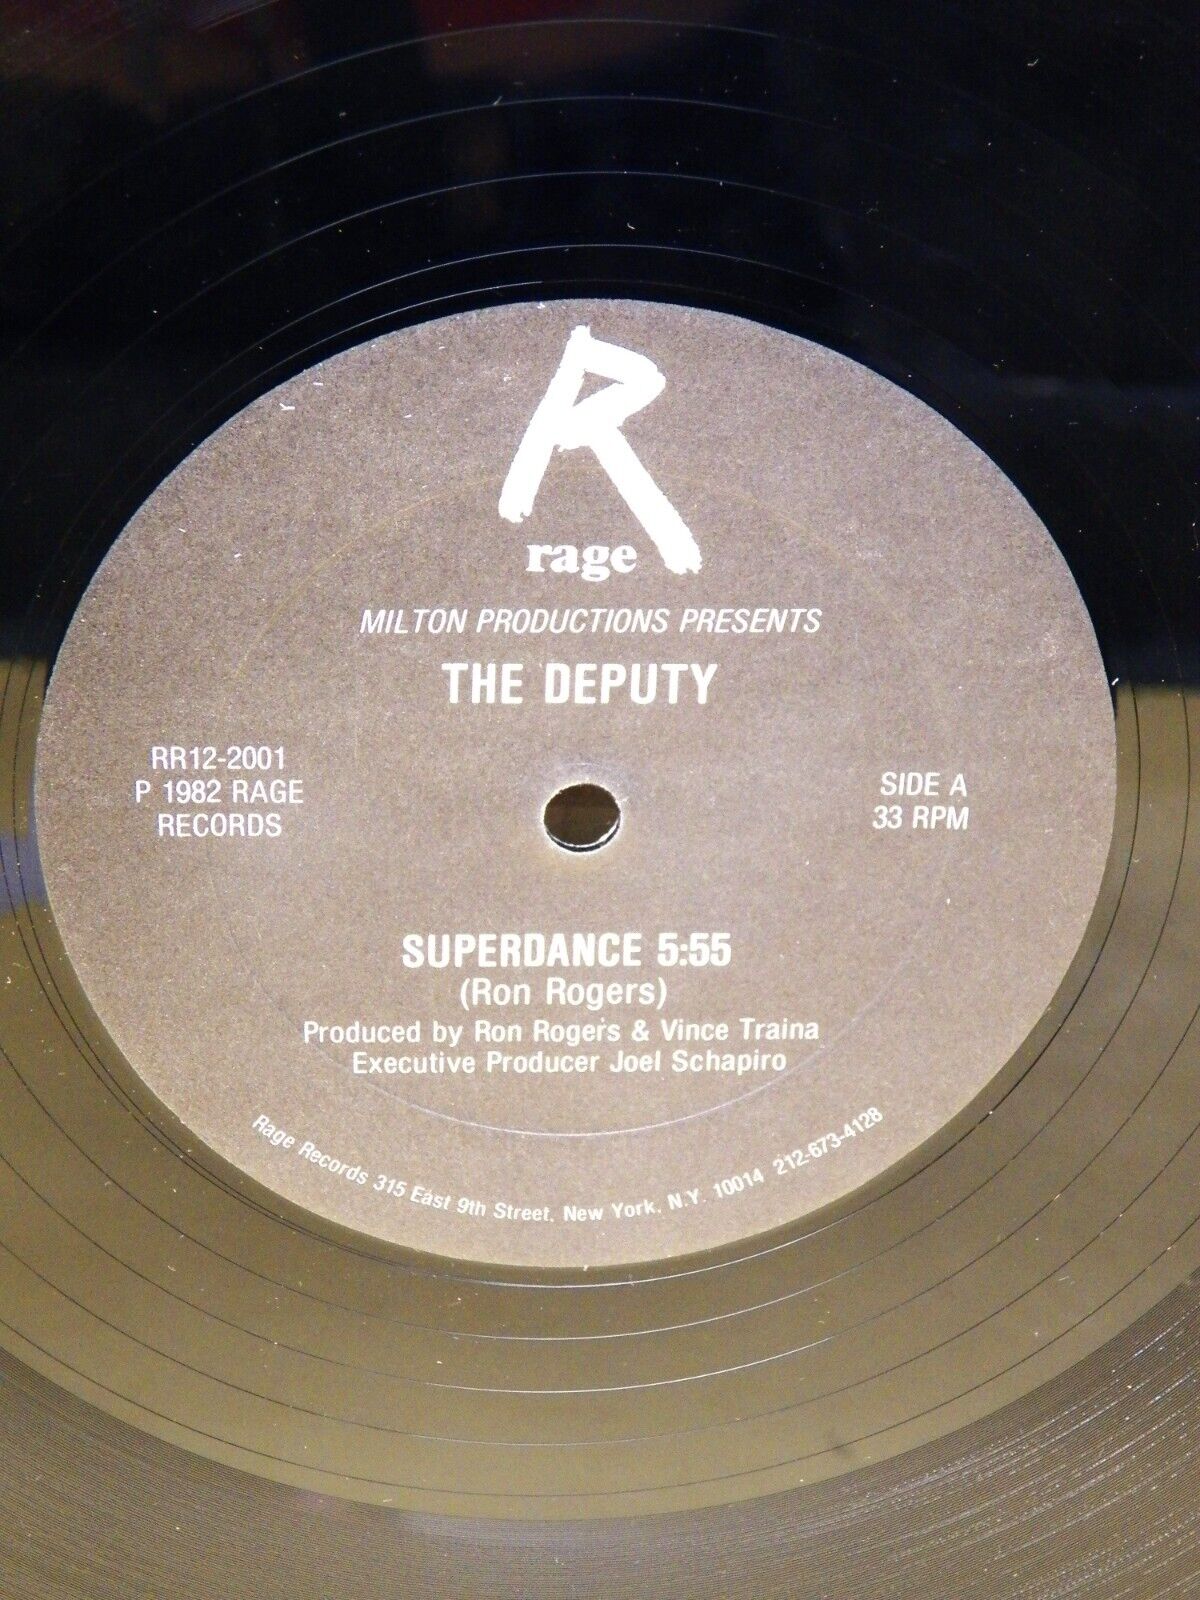 R
rage
MILTON PRODUCTIONS PRESENTS
THE DEPUTY
RR12-2001
P 1982 RAGE
RECORDS
SIDE A
33 RPM
SUPERDANCE 5:55
(Ron Rogers)
Produced by Ron Rogers & Vince Traina
Executive Producer Joel Schapiro
Rage Records 315 East 9th Street, New York, N.Y. 10014 212-673-4128